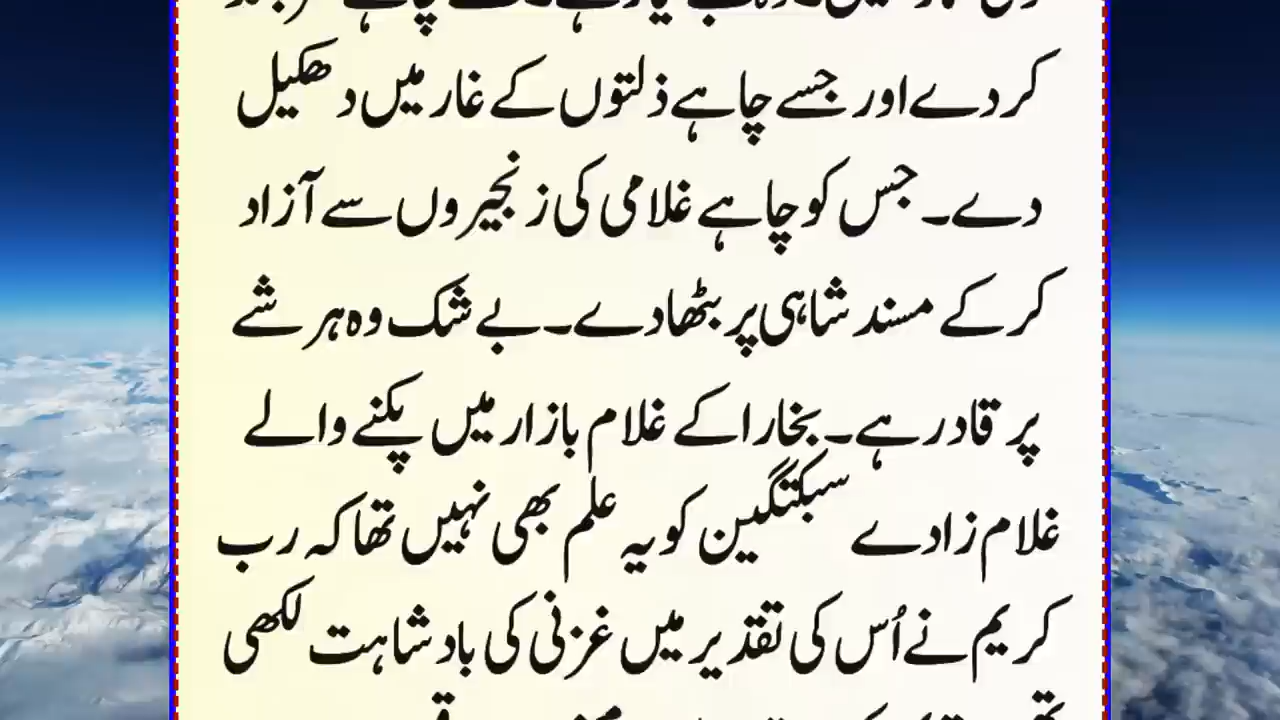 کر دے اور جسے چاہے ذلتوں کے غار میں دھکیل
دے۔ جس کو چاہے غلامی کی زنجیروں سے آزاد
کر کے مسند شاہی پر بٹھا دے۔ بے شک وہ ہر شے
پر قادر ہے۔ بخارا کے غلام بازار میں بکنے والے
غلام زادے سبکتگین کو یہ علم بھی نہیں تھا کہ رب
کریم نے اُس کی تقدیر میں غزنی کی بادشاہت لکھی